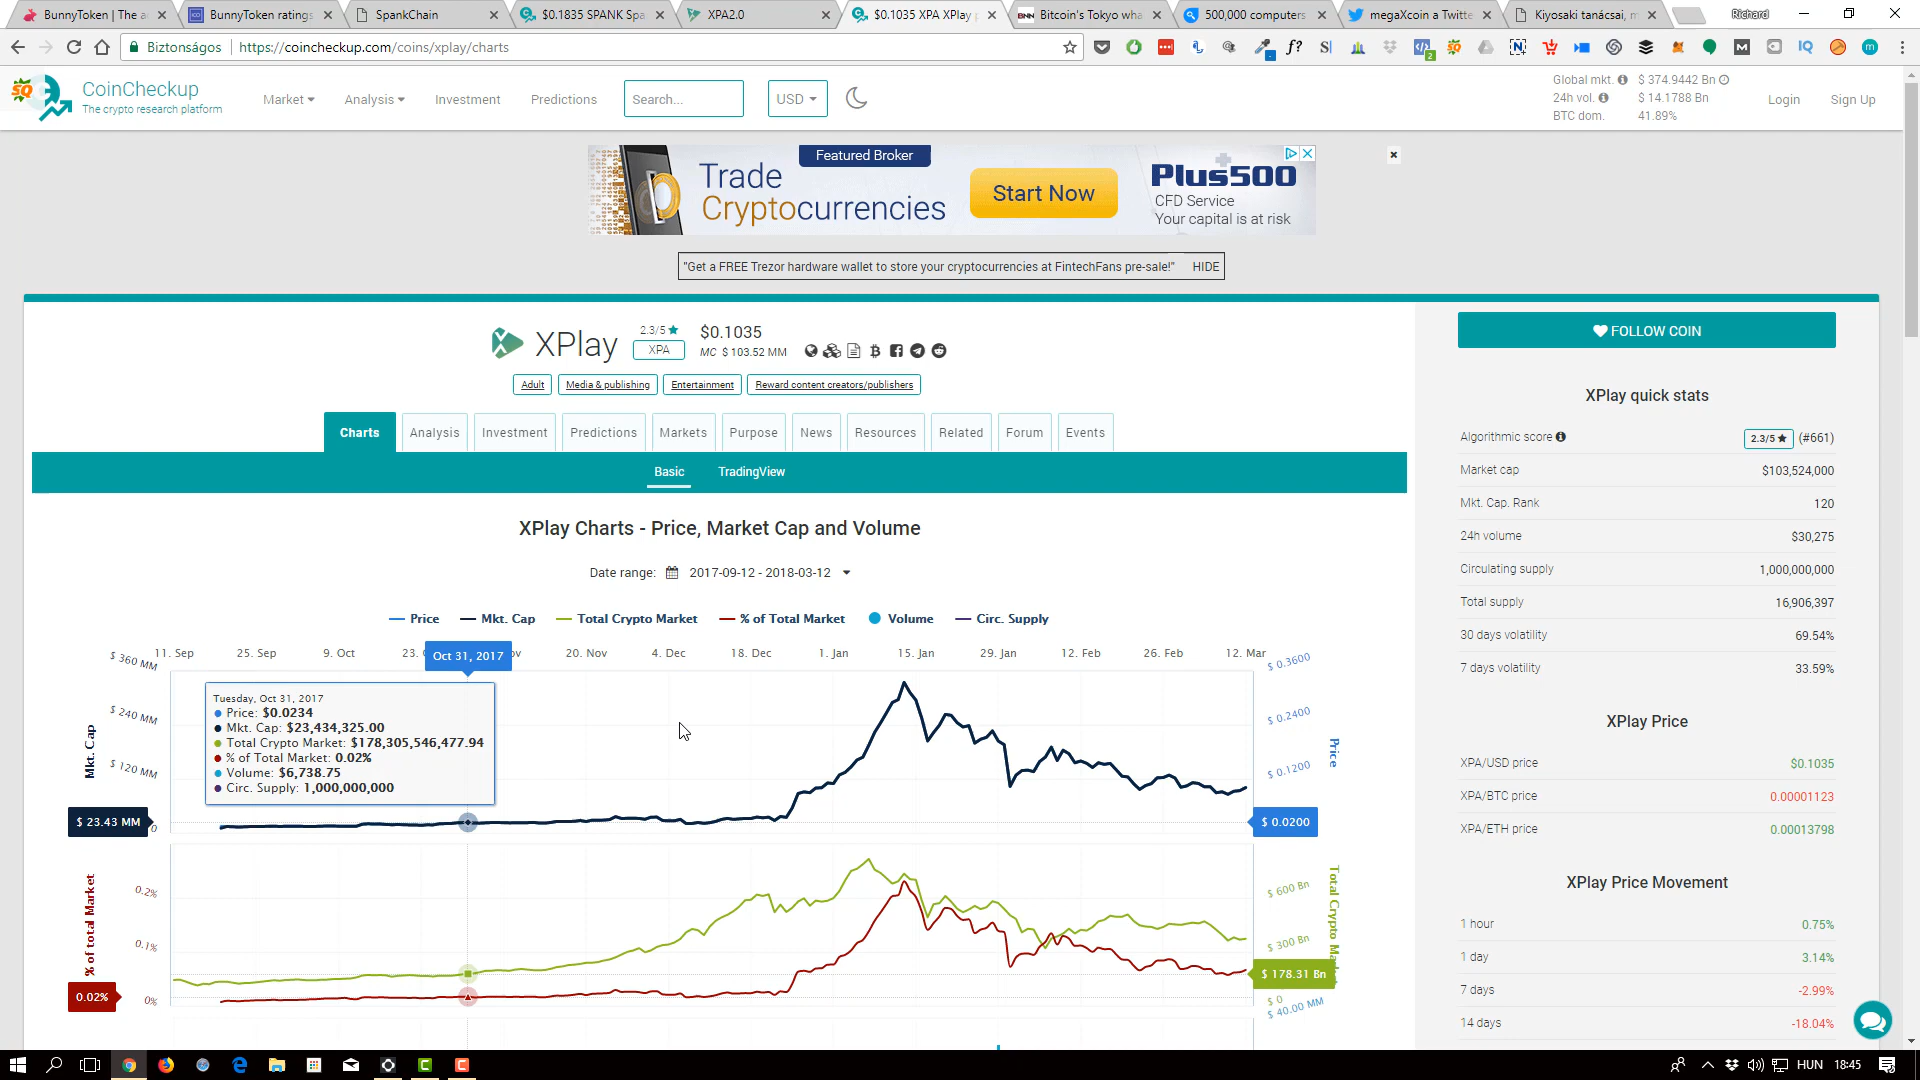 BunnyToken | The a
BunnyToken ratings
SpankChain
$0.1835 SPANK Spa
XPA2.0
$0.1035 XPA XPlay p
BNN
Bitcoin's Tokyo wha
500,000 computers
megaXcoin a Twitte
Kiyosaki tanácsai, m
Richard
Biztonságos
https://coincheckup.com/coins/xplay/charts
CoinCheckup
The crypto research platform
Market
Analysis
Investment
Predictions
Search...
USD
Global mkt. $ 374.9442 Bn
24h vol. $ 14.1788 Bn
BTC dom. 41.89%
Login
Sign Up
Featured Broker
Trade
Cryptocurrencies
Start Now
Plus500
CFD Service
Your capital is at risk
"Get a FREE Trezor hardware wallet to store your cryptocurrencies at FintechFans pre-sale!" HIDE
XPlay
2.3/5
XPA
$0.1035
MC $ 103.52 MM
Adult
Media & publishing
Entertainment
Reward content creators/publishers
Charts
Analysis
Investment
Predictions
Markets
Purpose
News
Resources
Related
Forum
Events
Basic
TradingView
XPlay Charts - Price, Market Cap and Volume
Date range: 2017-09-12 - 2018-03-12
Price
Mkt. Cap
Total Crypto Market
% of Total Market
Volume
Circ. Supply
11. Sep
25. Sep
9. Oct
23.
Oct 31, 2017
ov
20. Nov
4. Dec
18. Dec
1. Jan
15. Jan
29. Jan
12. Feb
26. Feb
12. Mar
$ 360 MM
$ 240 MM
$ 120 MM
$ 23.43 MM
0
Mkt. Cap
Tuesday, Oct 31, 2017
Price: $0.0234
Mkt. Cap: $23,434,325.00
Total Crypto Market: $178,305,546,477.94
% of Total Market: 0.02%
Volume: $6,738.75
Circ. Supply: 1,000,000,000
$ 0.3600
$ 0.2400
$ 0.1200
$ 0.0200
Price
% of total Market
0.2%
0.1%
0.02%
0%
$ 600 Bn
$ 300 Bn
$ 178.31 Bn
$ 0
$ 40.00 MM
FOLLOW COIN
XPlay quick stats
Algorithmic score 2.3/5 (#661)
Market cap $103,524,000
Mkt. Cap. Rank 120
24h volume $30,275
Circulating supply 1,000,000,000
Total supply 16,906,397
30 days volatility 69.54%
7 days volatility 33.59%
XPlay Price
XPA/USD price $0.1035
XPA/BTC price 0.00001123
XPA/ETH price 0.00013798
XPlay Price Movement
1 hour 0.75%
1 day 3.14%
7 days -2.99%
14 days -18.04%
HUN
18:45